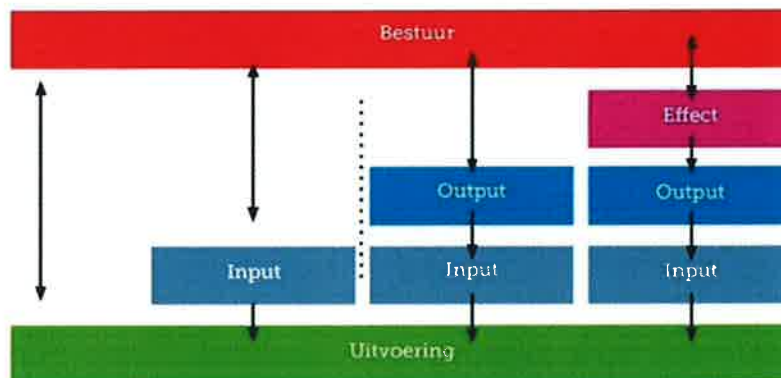 Bestuur
Effect
Output
Output
Input
Input
Input
Uitvoering